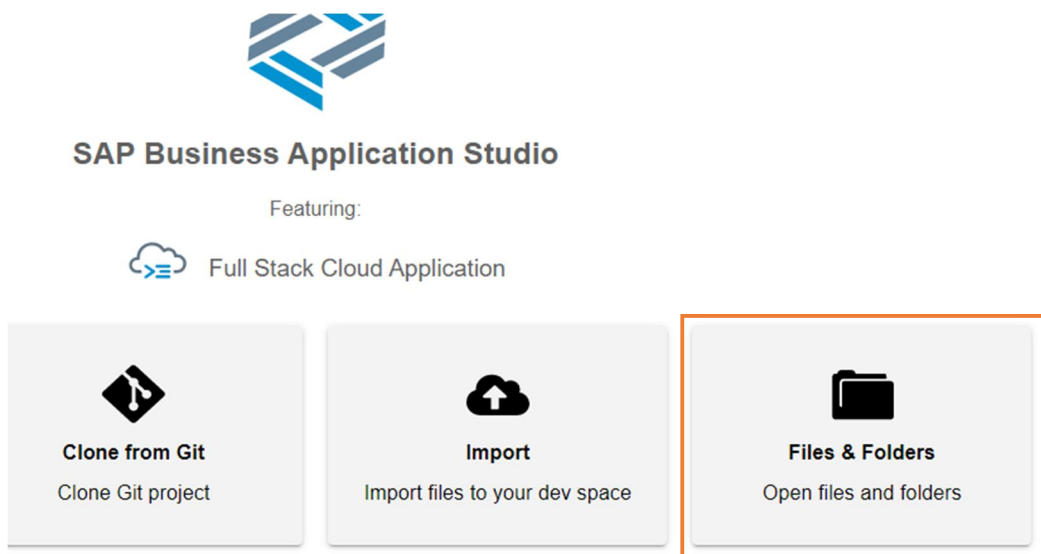 SAP Business Application Studio
Featuring:
Full Stack Cloud Application
Clone from Git
Clone Git project
Import
Import files to your dev space
Files & Folders
Open files and folders